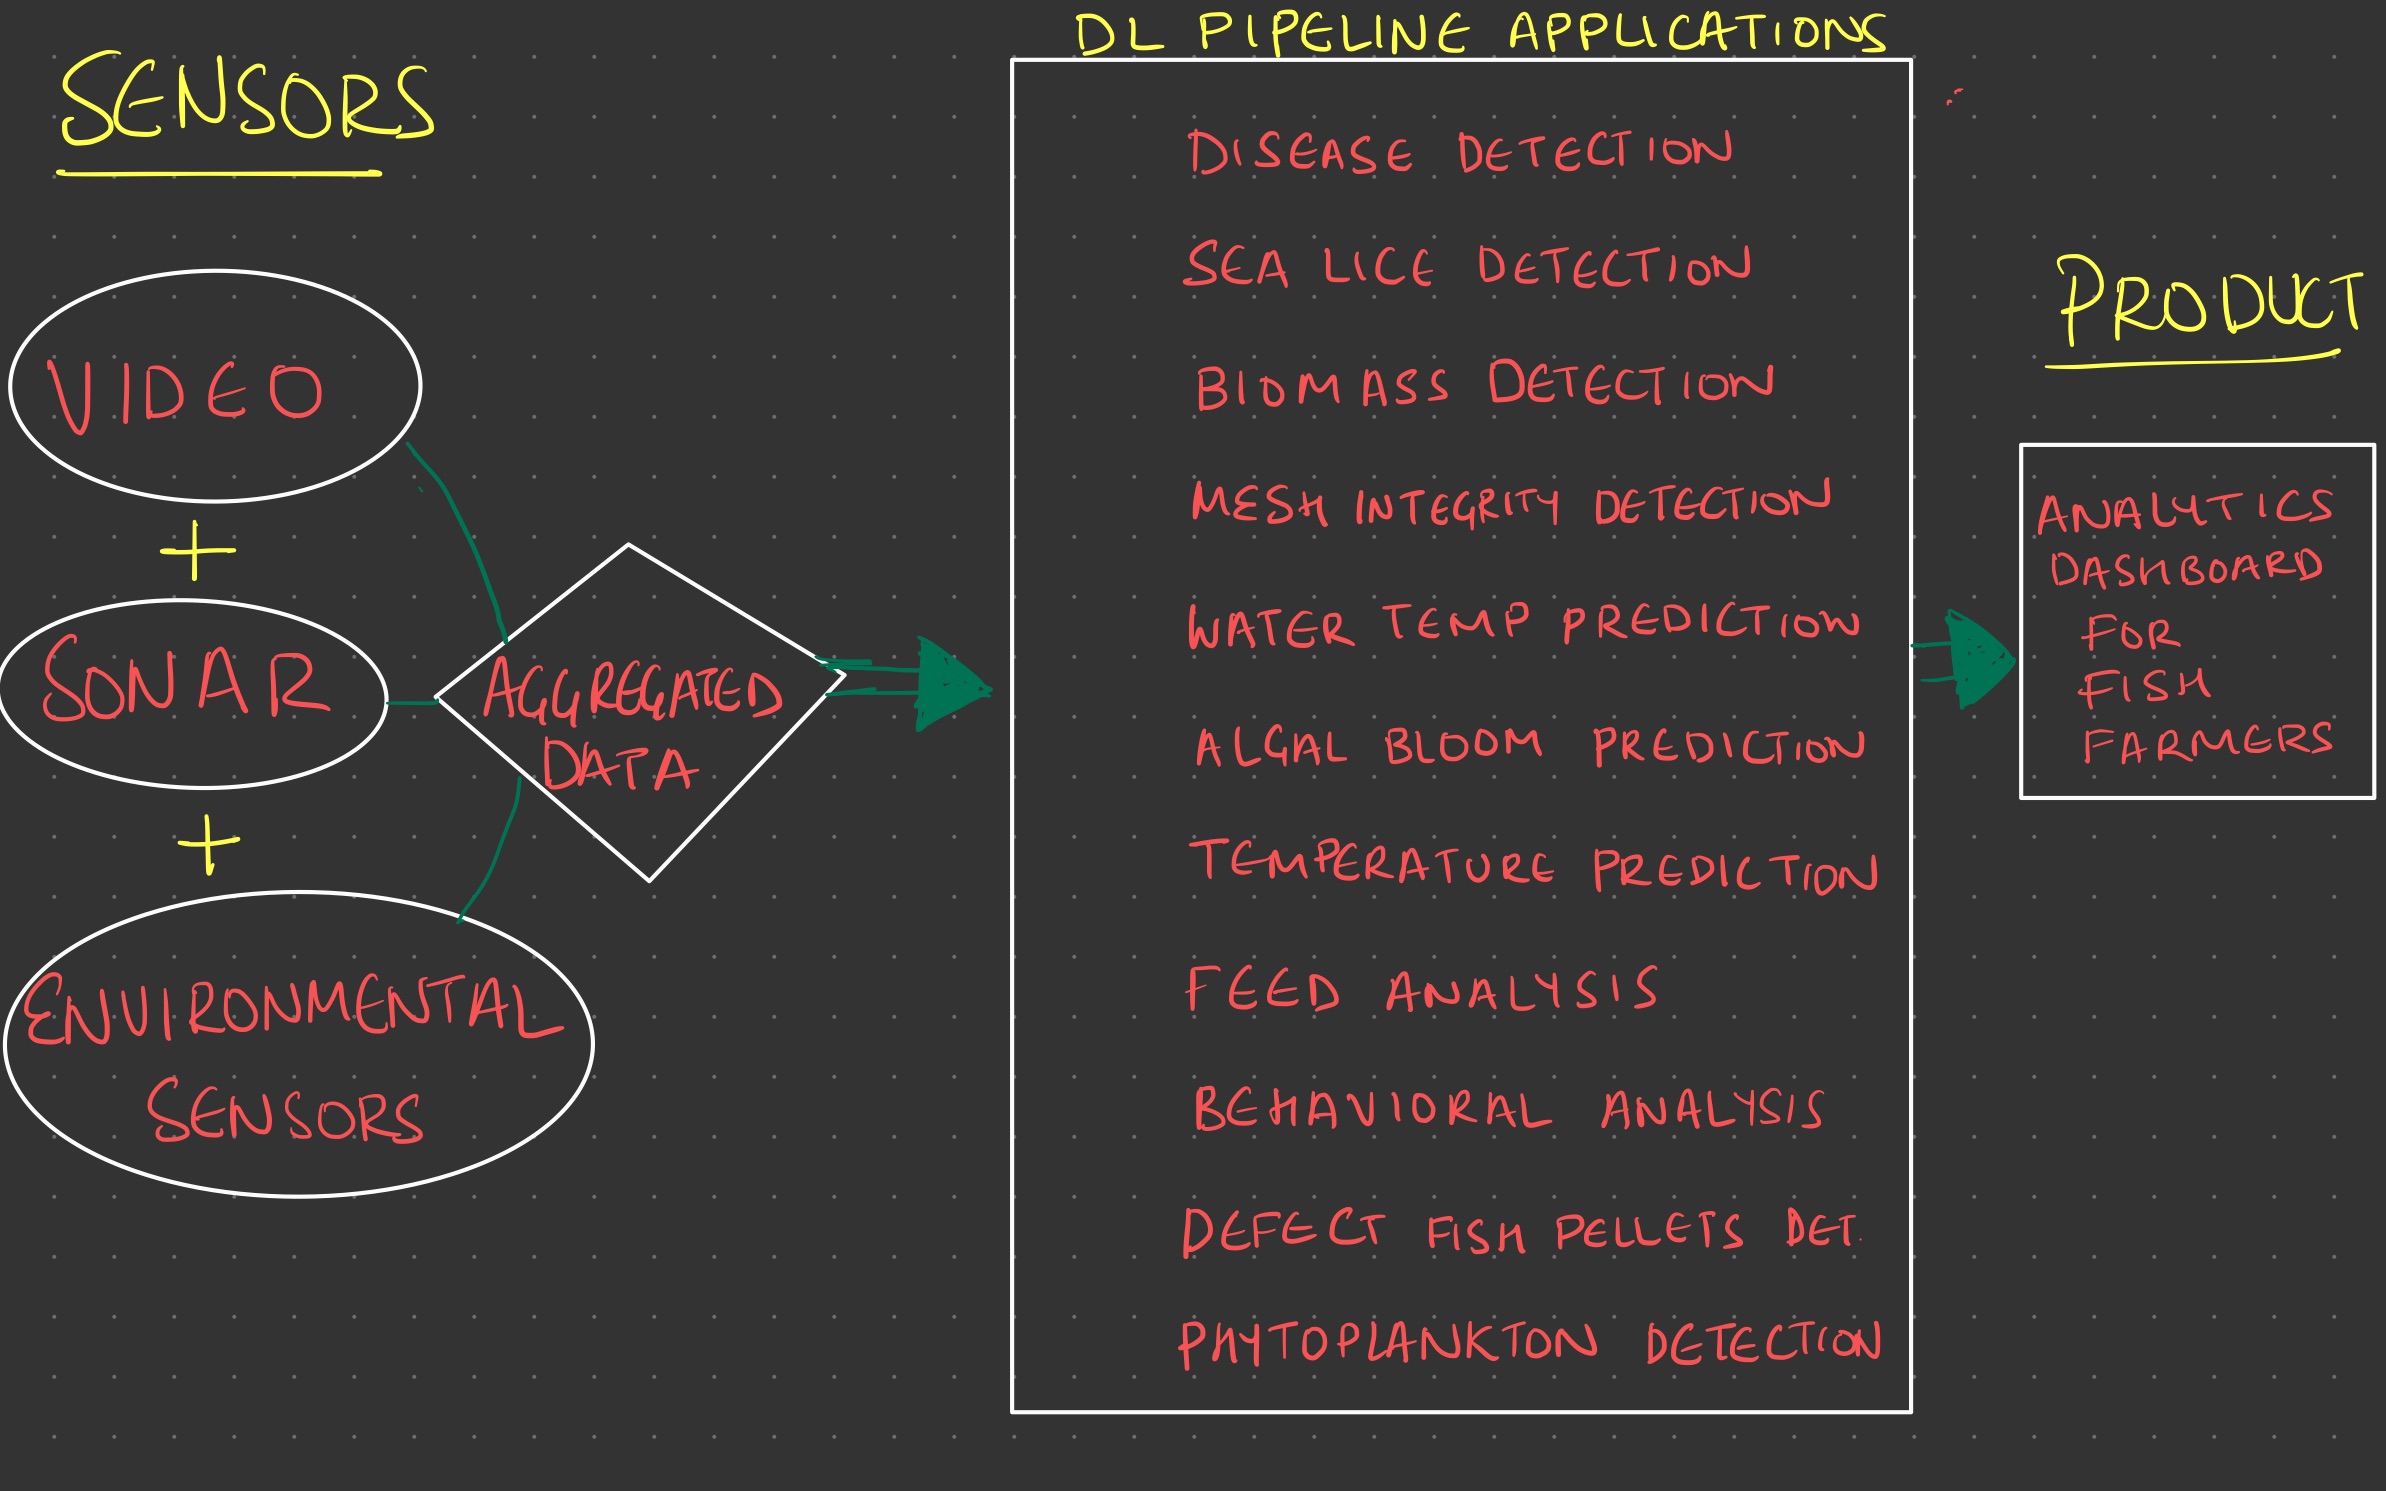 SENSORS
VIDEO
+
SONAR
+
ENVIRONMENTAL
SENSORS
AGGREGATED
DATA
DL PIPELINE APPLICATIONS
DISEASE DETECTION
SEA LICE DETECTION
BIOMASS DETECTION
MESH INTEGRITY DETECTION
WATER TEMP PREDICTION
ALGAL BLOOM PREDICTION
TEMPERATURE PREDICTION
FEED ANALYSIS
BEHAVIORAL ANALYSIS
DEFECT FISH PELLETS DET.
PHYTOPLANKTON DETECTION
PRODUCT
ANALYTICS
DASHBOARD
FOR
FISH
FARMERS